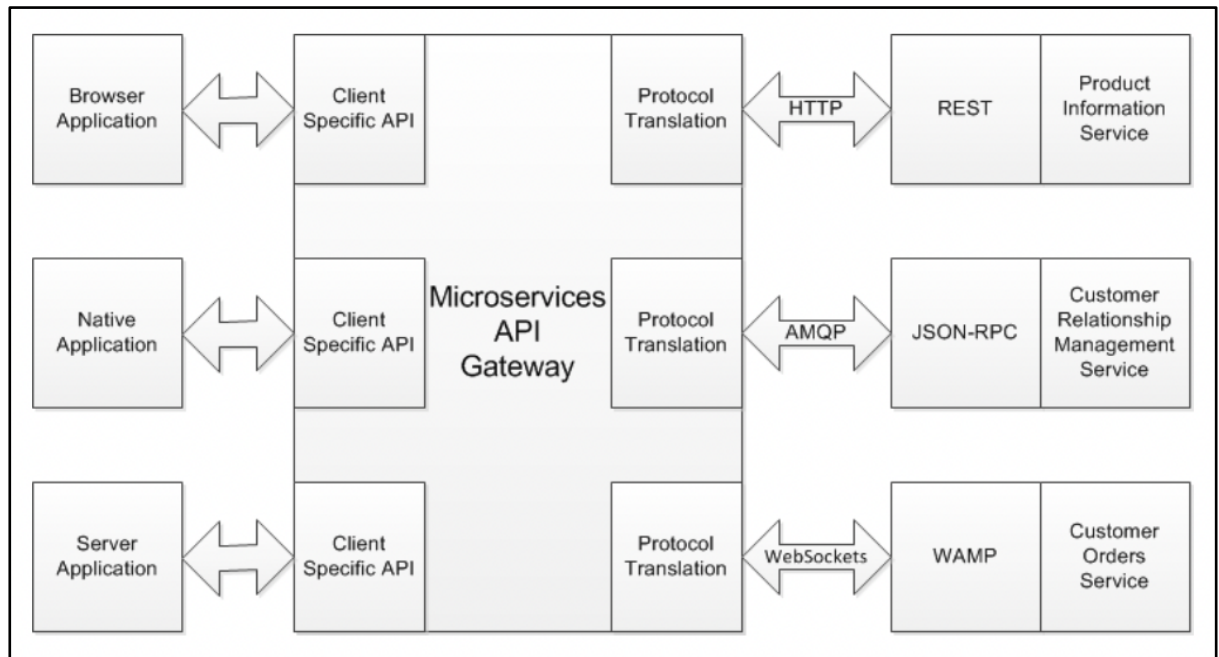 Browser
Application
Client
Specific API
Protocol
Translation
HTTP
REST
Product
Information
Service
Native
Application
Client
Specific API
Microservices
API
Gateway
Protocol
Translation
AMQP
JSON-RPC
Customer
Relationship
Management
Service
Server
Application
Client
Specific API
Protocol
Translation
WebSockets
WAMP
Customer
Orders
Service